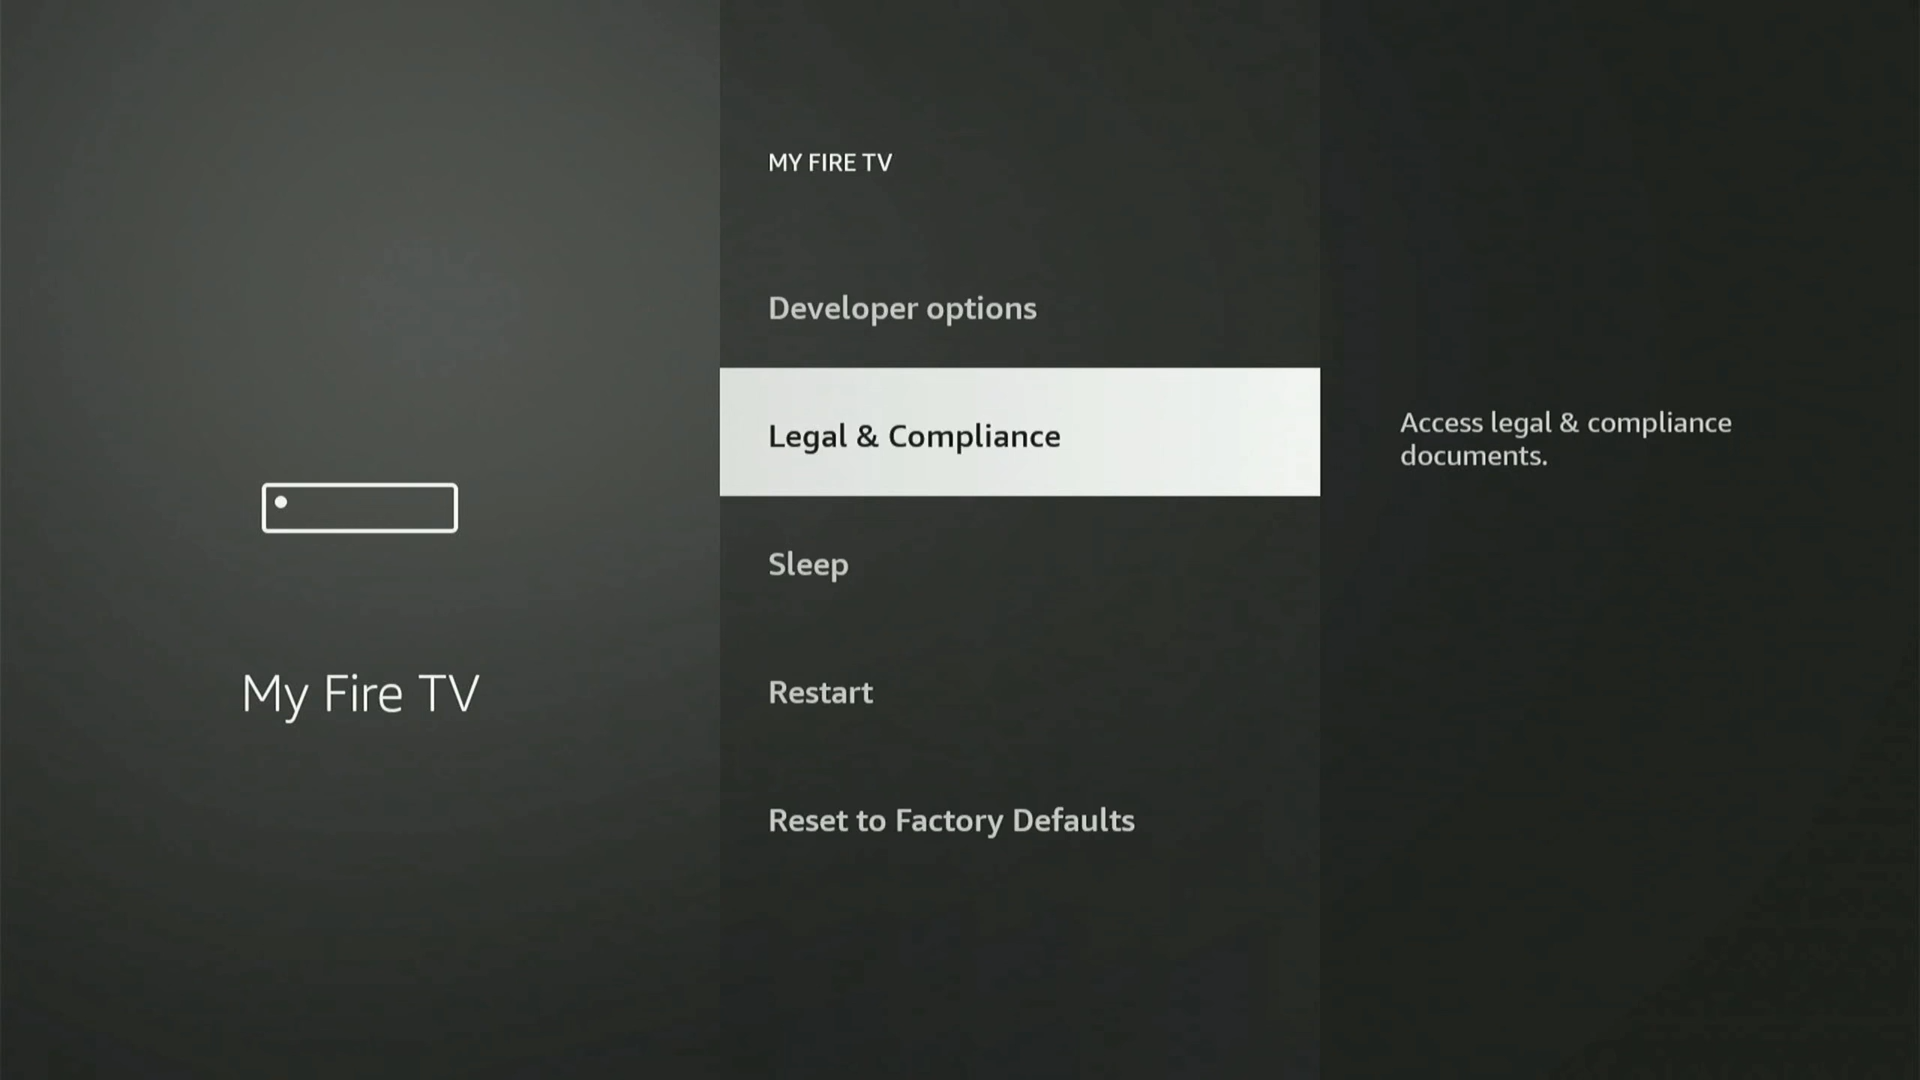 My Fire TV
MY FIRE TV
Developer options
Legal & Compliance
Sleep
Restart
Reset to Factory Defaults
Access legal & compliance
documents.